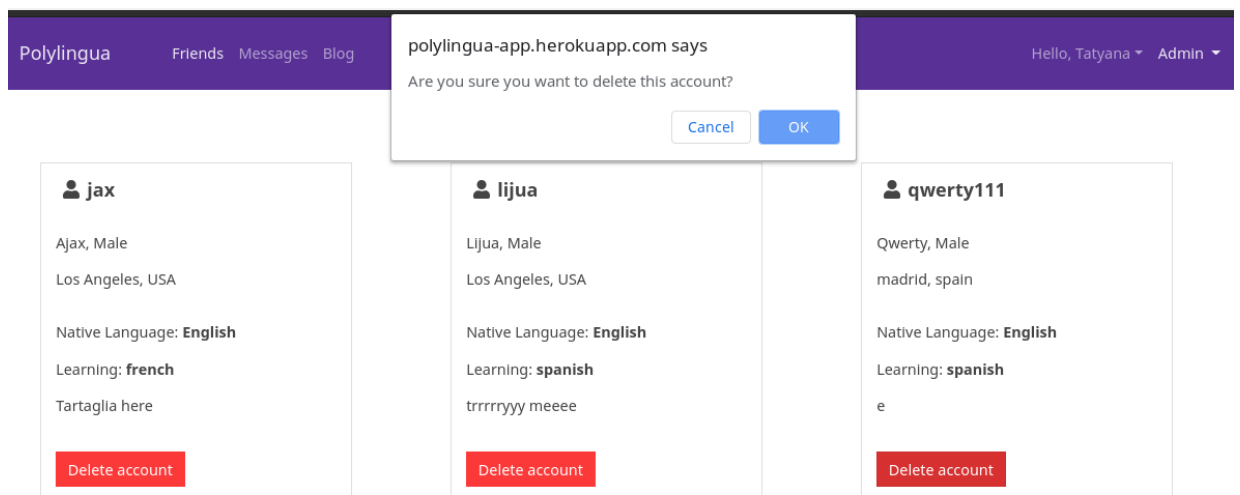 Polylingua Friends Messages Blog
polylingua-app.herokuapp.com says
Are you sure you want to delete this account?
Cancel OK
Hello, Tatyana Admin
jax
Ajax, Male
Los Angeles, USA
Native Language: English
Learning: french
Tartaglia here
Delete account
lijua
Lijua, Male
Los Angeles, USA
Native Language: English
Learning: spanish
trrrrryyy meeee
Delete account
qwerty111
Qwerty, Male
madrid, spain
Native Language: English
Learning: spanish
e
Delete account